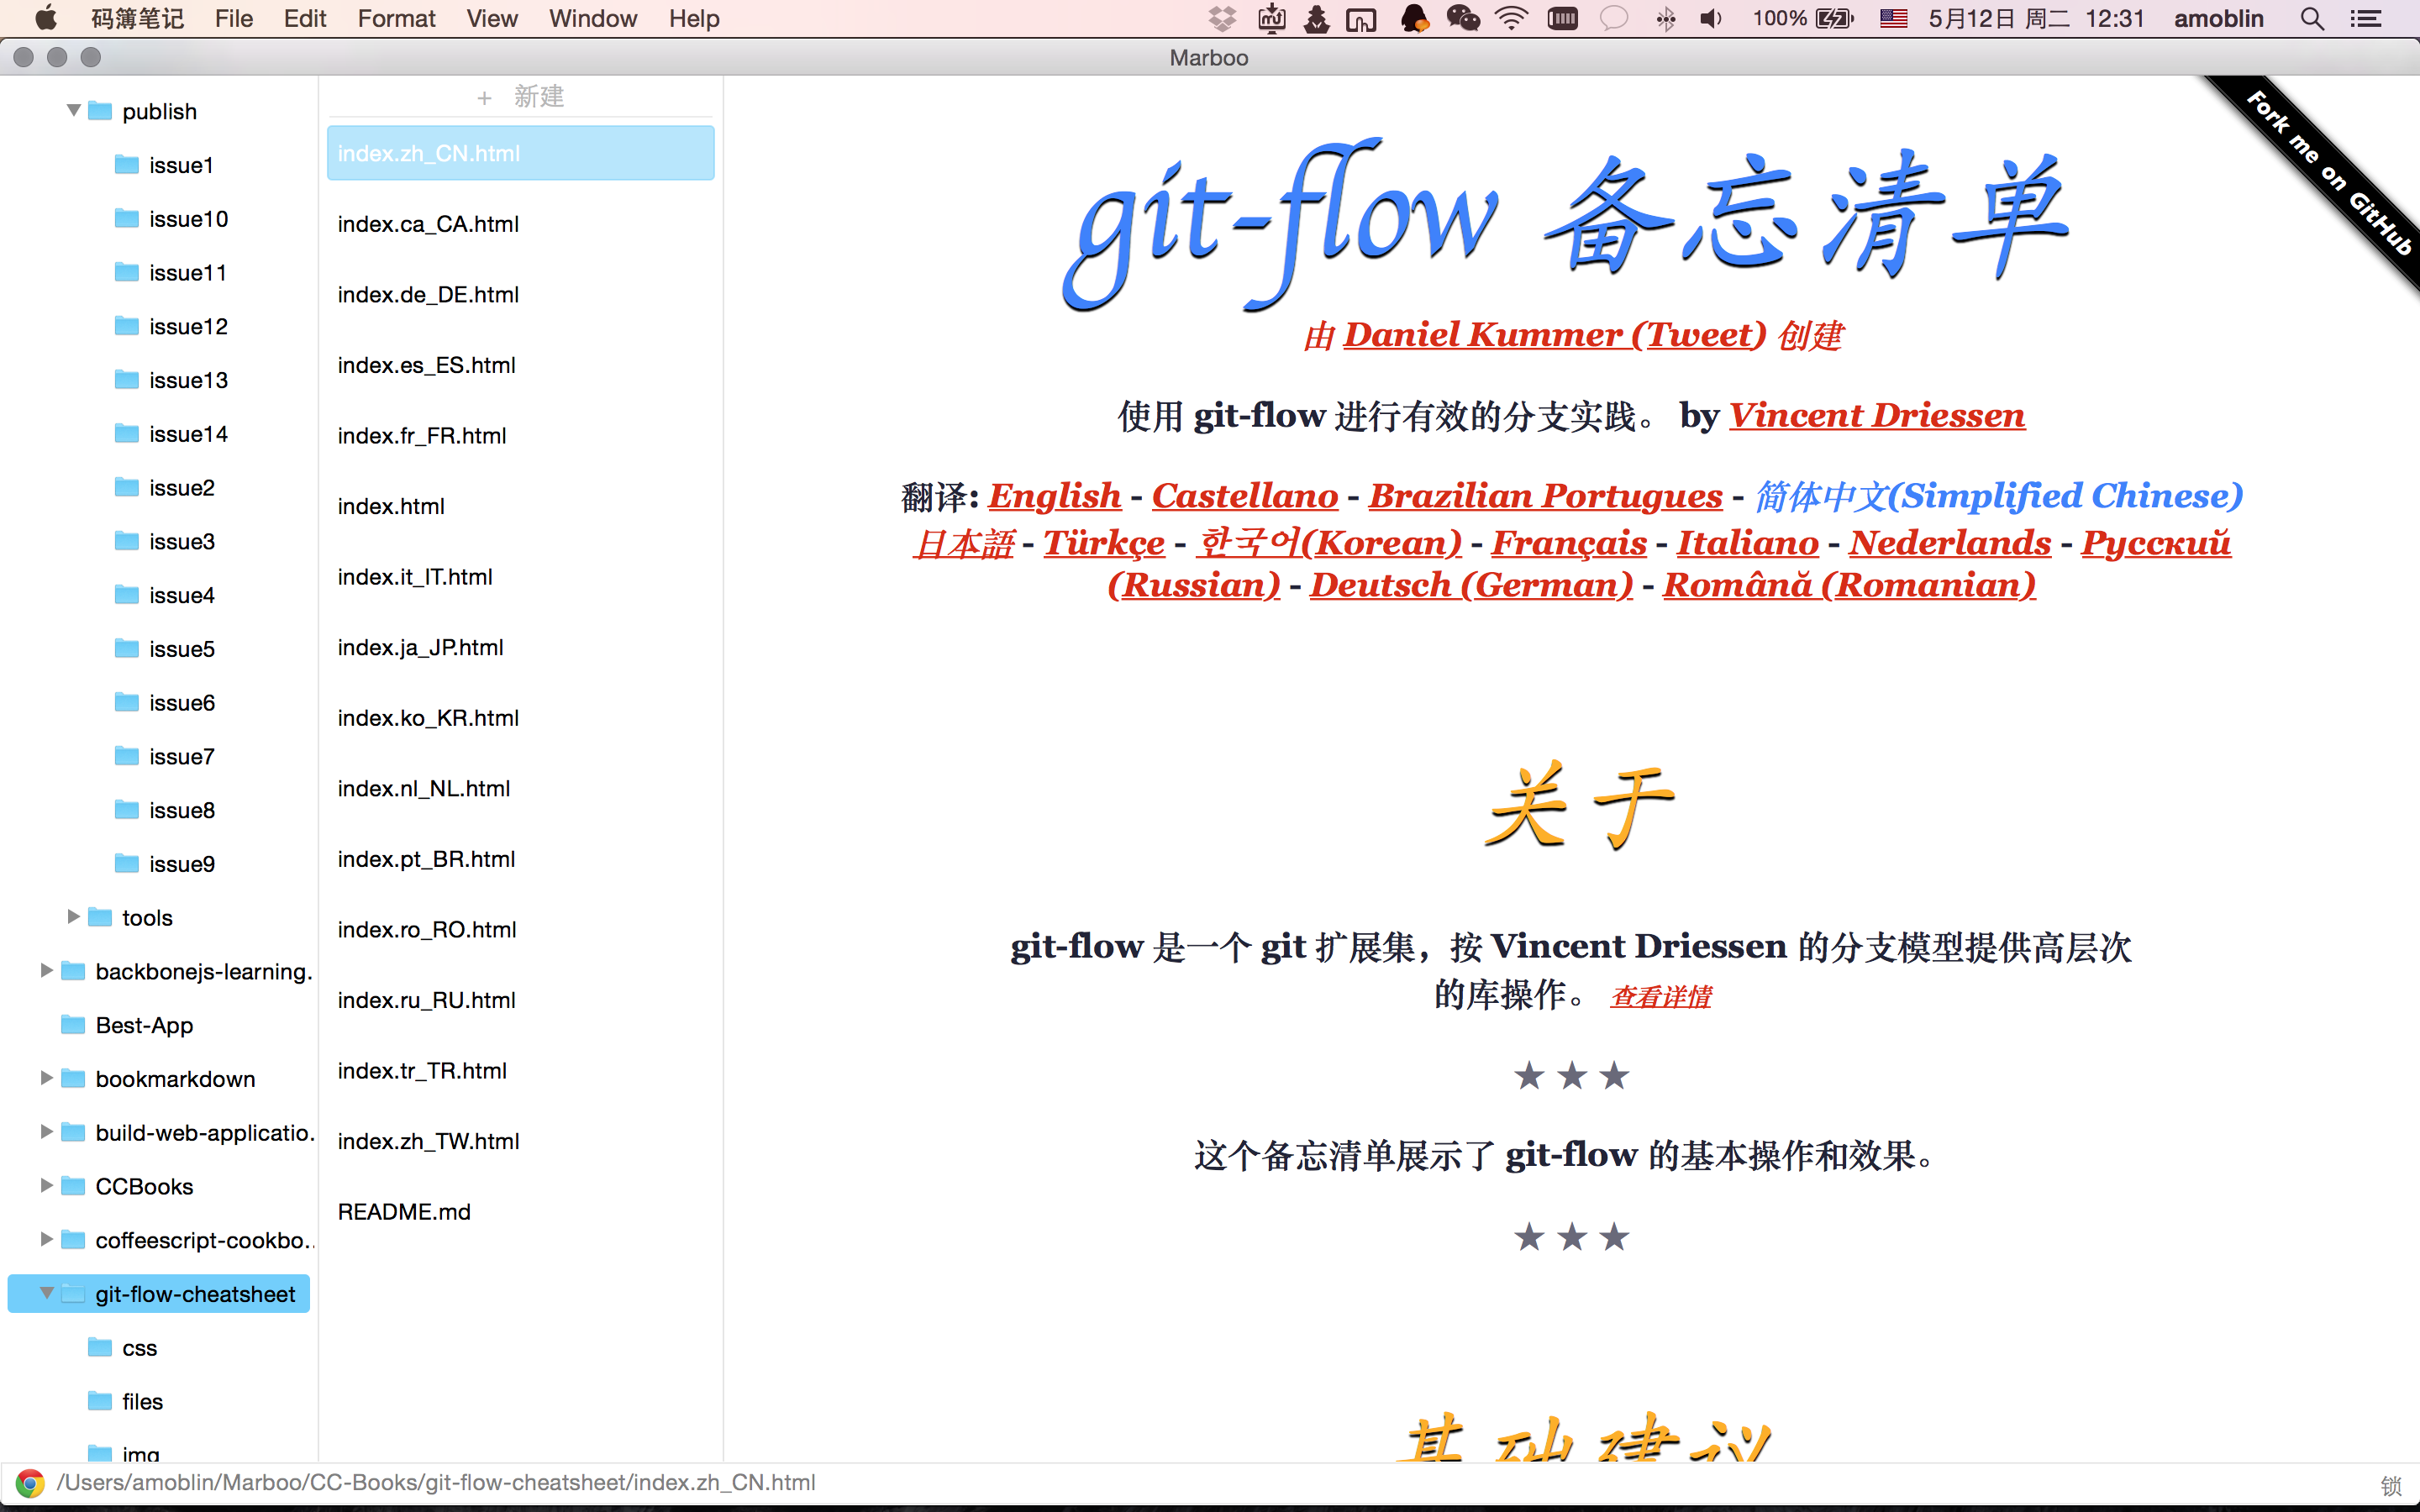 码簿笔记 File Edit Format View Window Help 100% 5月12日 周二 12:31 amoblin
Marboo
publish
issue1
issue10
issue11
issue12
issue13
issue14
issue2
issue3
issue4
issue5
issue6
issue7
issue8
issue9
tools
backbonejs-learning.
Best-App
bookmarkdown
build-web-applicatio.
CCBooks
coffeescript-cookbo..
git-flow-cheatsheet
css
files
img
+ 新建
index.zh_CN.html
index.ca_CA.html
index.de_DE.html
index.es_ES.html
index.fr_FR.html
index.html
index.it_IT.html
index.ja_JP.html
index.ko_KR.html
index.nl_NL.html
index.pt_BR.html
index.ro_RO.html
index.ru_RU.html
index.tr_TR.html
index.zh_TW.html
README.md
Fork me on GitHub
git-flow 备忘清单
由 Daniel Kummer (Tweet) 创建
使用 git-flow 进行有效的分支实践。 by Vincent Driessen
翻译: English - Castellano - Brazilian Portugues - 简体中文(Simplified Chinese)
日本語 - Türkçe - 한국어(Korean) - Français - Italiano - Nederlands - Русский
(Russian) - Deutsch (German) - Română (Romanian)
关于
git-flow 是一个 git 扩展集，按 Vincent Driessen 的分支模型提供高层次
的库操作。 查看详情
★ ★ ★
这个备忘清单展示了 git-flow 的基本操作和效果。
★ ★ ★
基础建议
/Users/amoblin/Marboo/CC-Books/git-flow-cheatsheet/index.zh_CN.html
锁